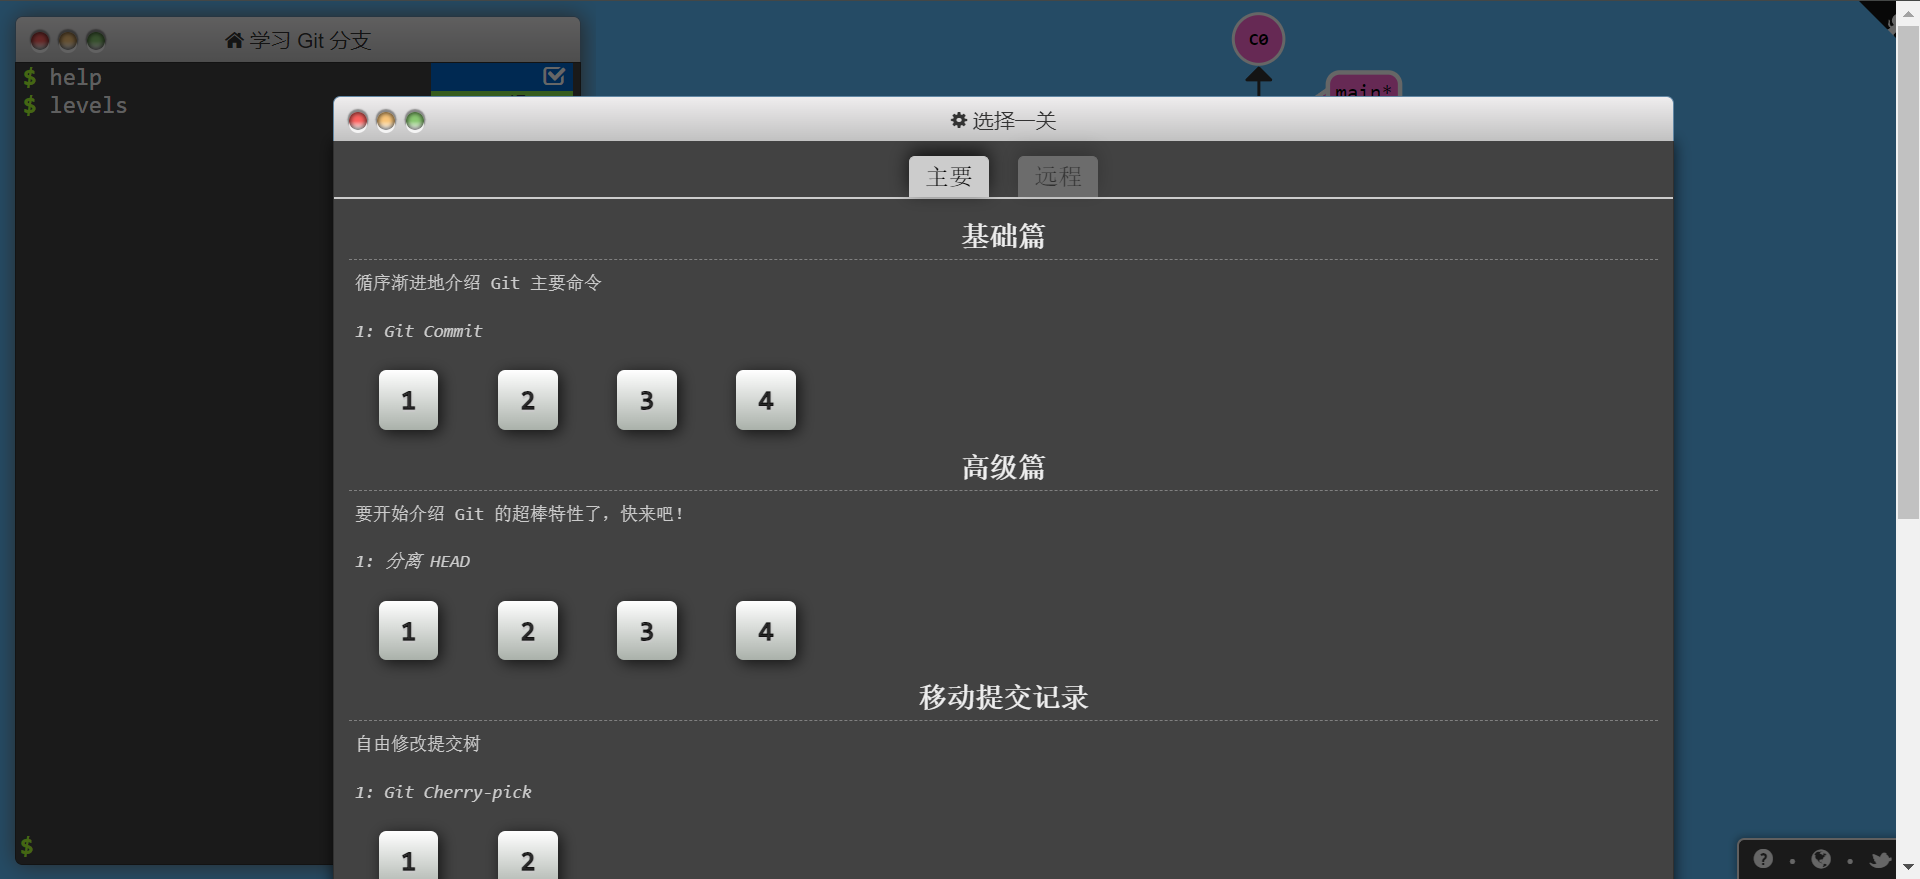 学习 Git 分支
$ help
$ levels
C0
main*
选择一关
主要
远程
基础篇
循序渐进地介绍 Git 主要命令
1: Git Commit
1 2 3 4
高级篇
要开始介绍 Git 的超棒特性了，快来吧！
1: 分离 HEAD
1 2 3 4
移动提交记录
自由修改提交树
1: Git Cherry-pick
1 2
$